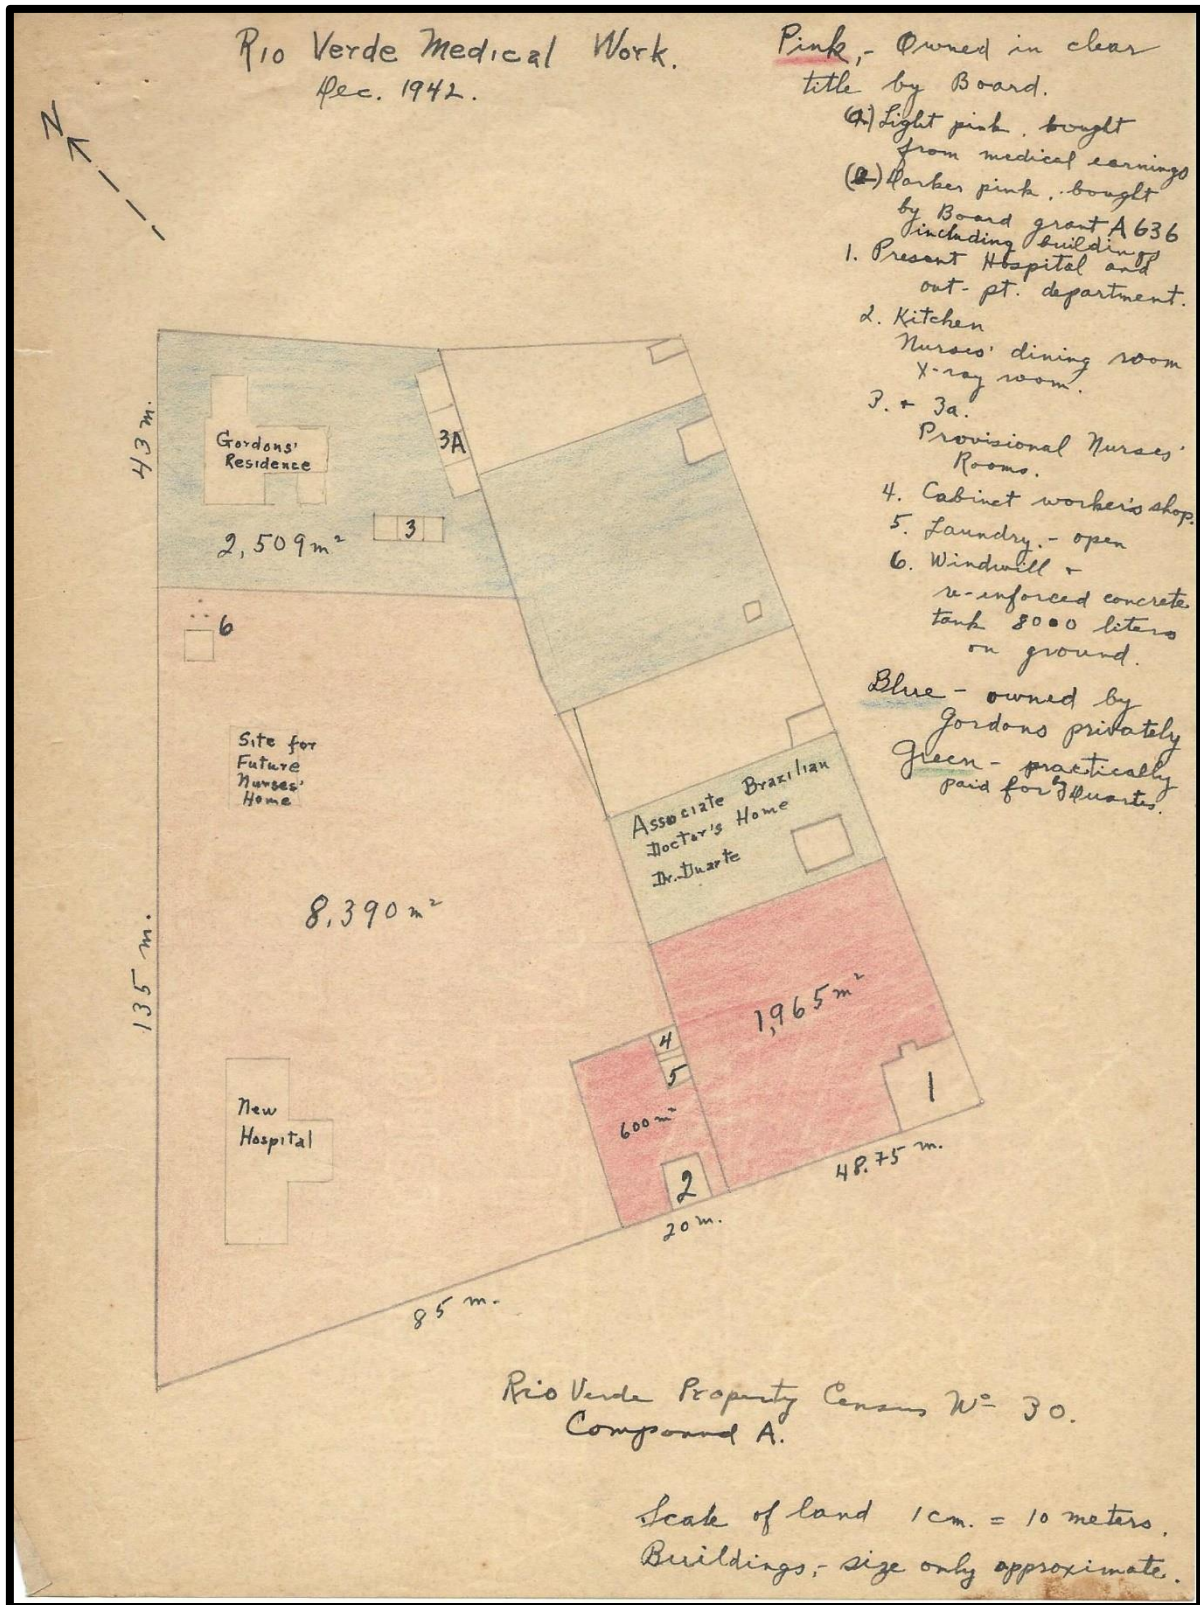 Rio Verde Medical Work.
Dec. 1942.
N
Pink,- Owned in clear
title by Board.
Light pink, bought
from medical earnings
Darker pink, bought
by Board grant A 636
including buildings
1. Present Hospital and
out-pt. department.
2. Kitchen
Nurses' dining room
X-ray room.
3. + 3a.
Provisional Nurses'
Rooms.
4. Cabinet worker's shop.
5. Laundry,- open
6. Windmill +
re-enforced concrete
tank 8000 liters
on ground.
Blue - owned by
Gordons privately
Green - practically
paid for by Duartes.
43 m.
Gordons'
Residence
2,509 m²
3A
3
6
Site for
Future
Nurses'
Home
8,390 m²
135 m.
New
Hospital
Associate Brazilian
Doctor's Home
Dr. Duarte
1,965 m²
4
5
600 m²
2
1
48.75 m.
20 m.
85 m.
Rio Verde Property Census Nº 30.
Compound A.
Scale of land 1 cm. = 10 meters.
Buildings,- size only approximate.